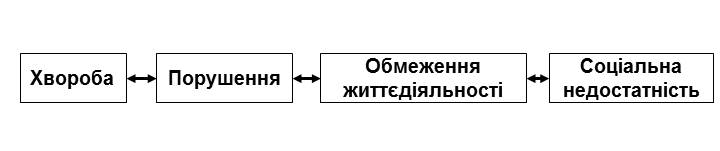 Хвороба
Порушення
Обмеження
життєдіяльності
Соціальна
недостатність